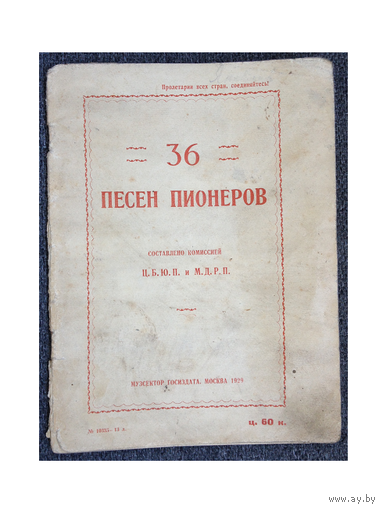 Пролетарии всех стран, соединяйтесь!
36
ПЕСЕН ПИОНЕРОВ
СОСТАВЛЕНО КОМИССИЕЙ
Ц.Б.Ю.П. и М.Д.Р.П.
МУЗСЕКТОР ГОСИЗДАТА, МОСКВА
ц. 60 к.
www.ay.by